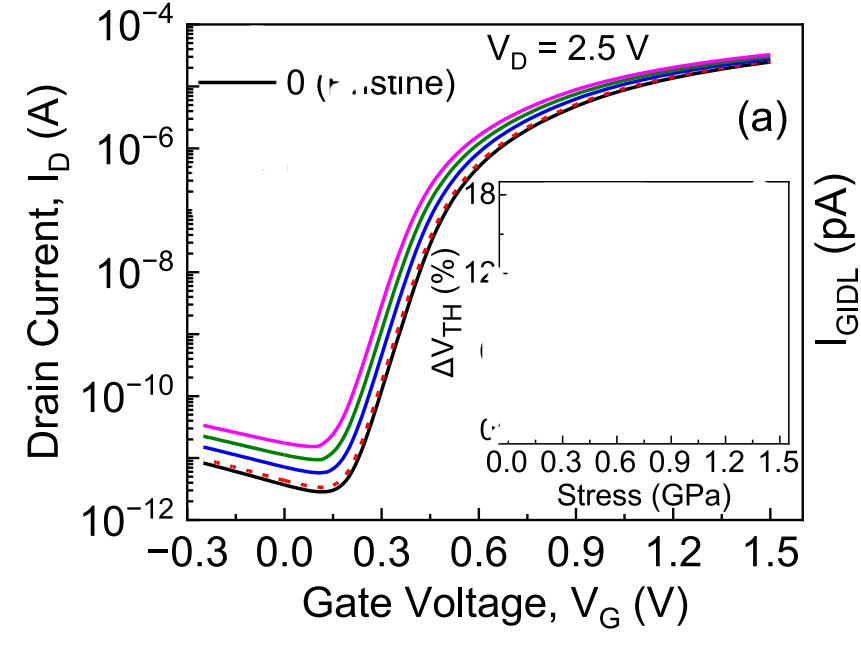 10⁻⁴
V_D = 2.5 V
0
(a)
10⁻⁶
18
12
10⁻⁸
10⁻¹⁰
10⁻¹²
Drain Current, I_D (A)
ΔV_TH (%)
I_GIDL (pA)
0.0 0.3 0.6 0.9 1.2 1.5
Stress (GPa)
−0.3 0.0 0.3 0.6 0.9 1.2 1.5
Gate Voltage, V_G (V)